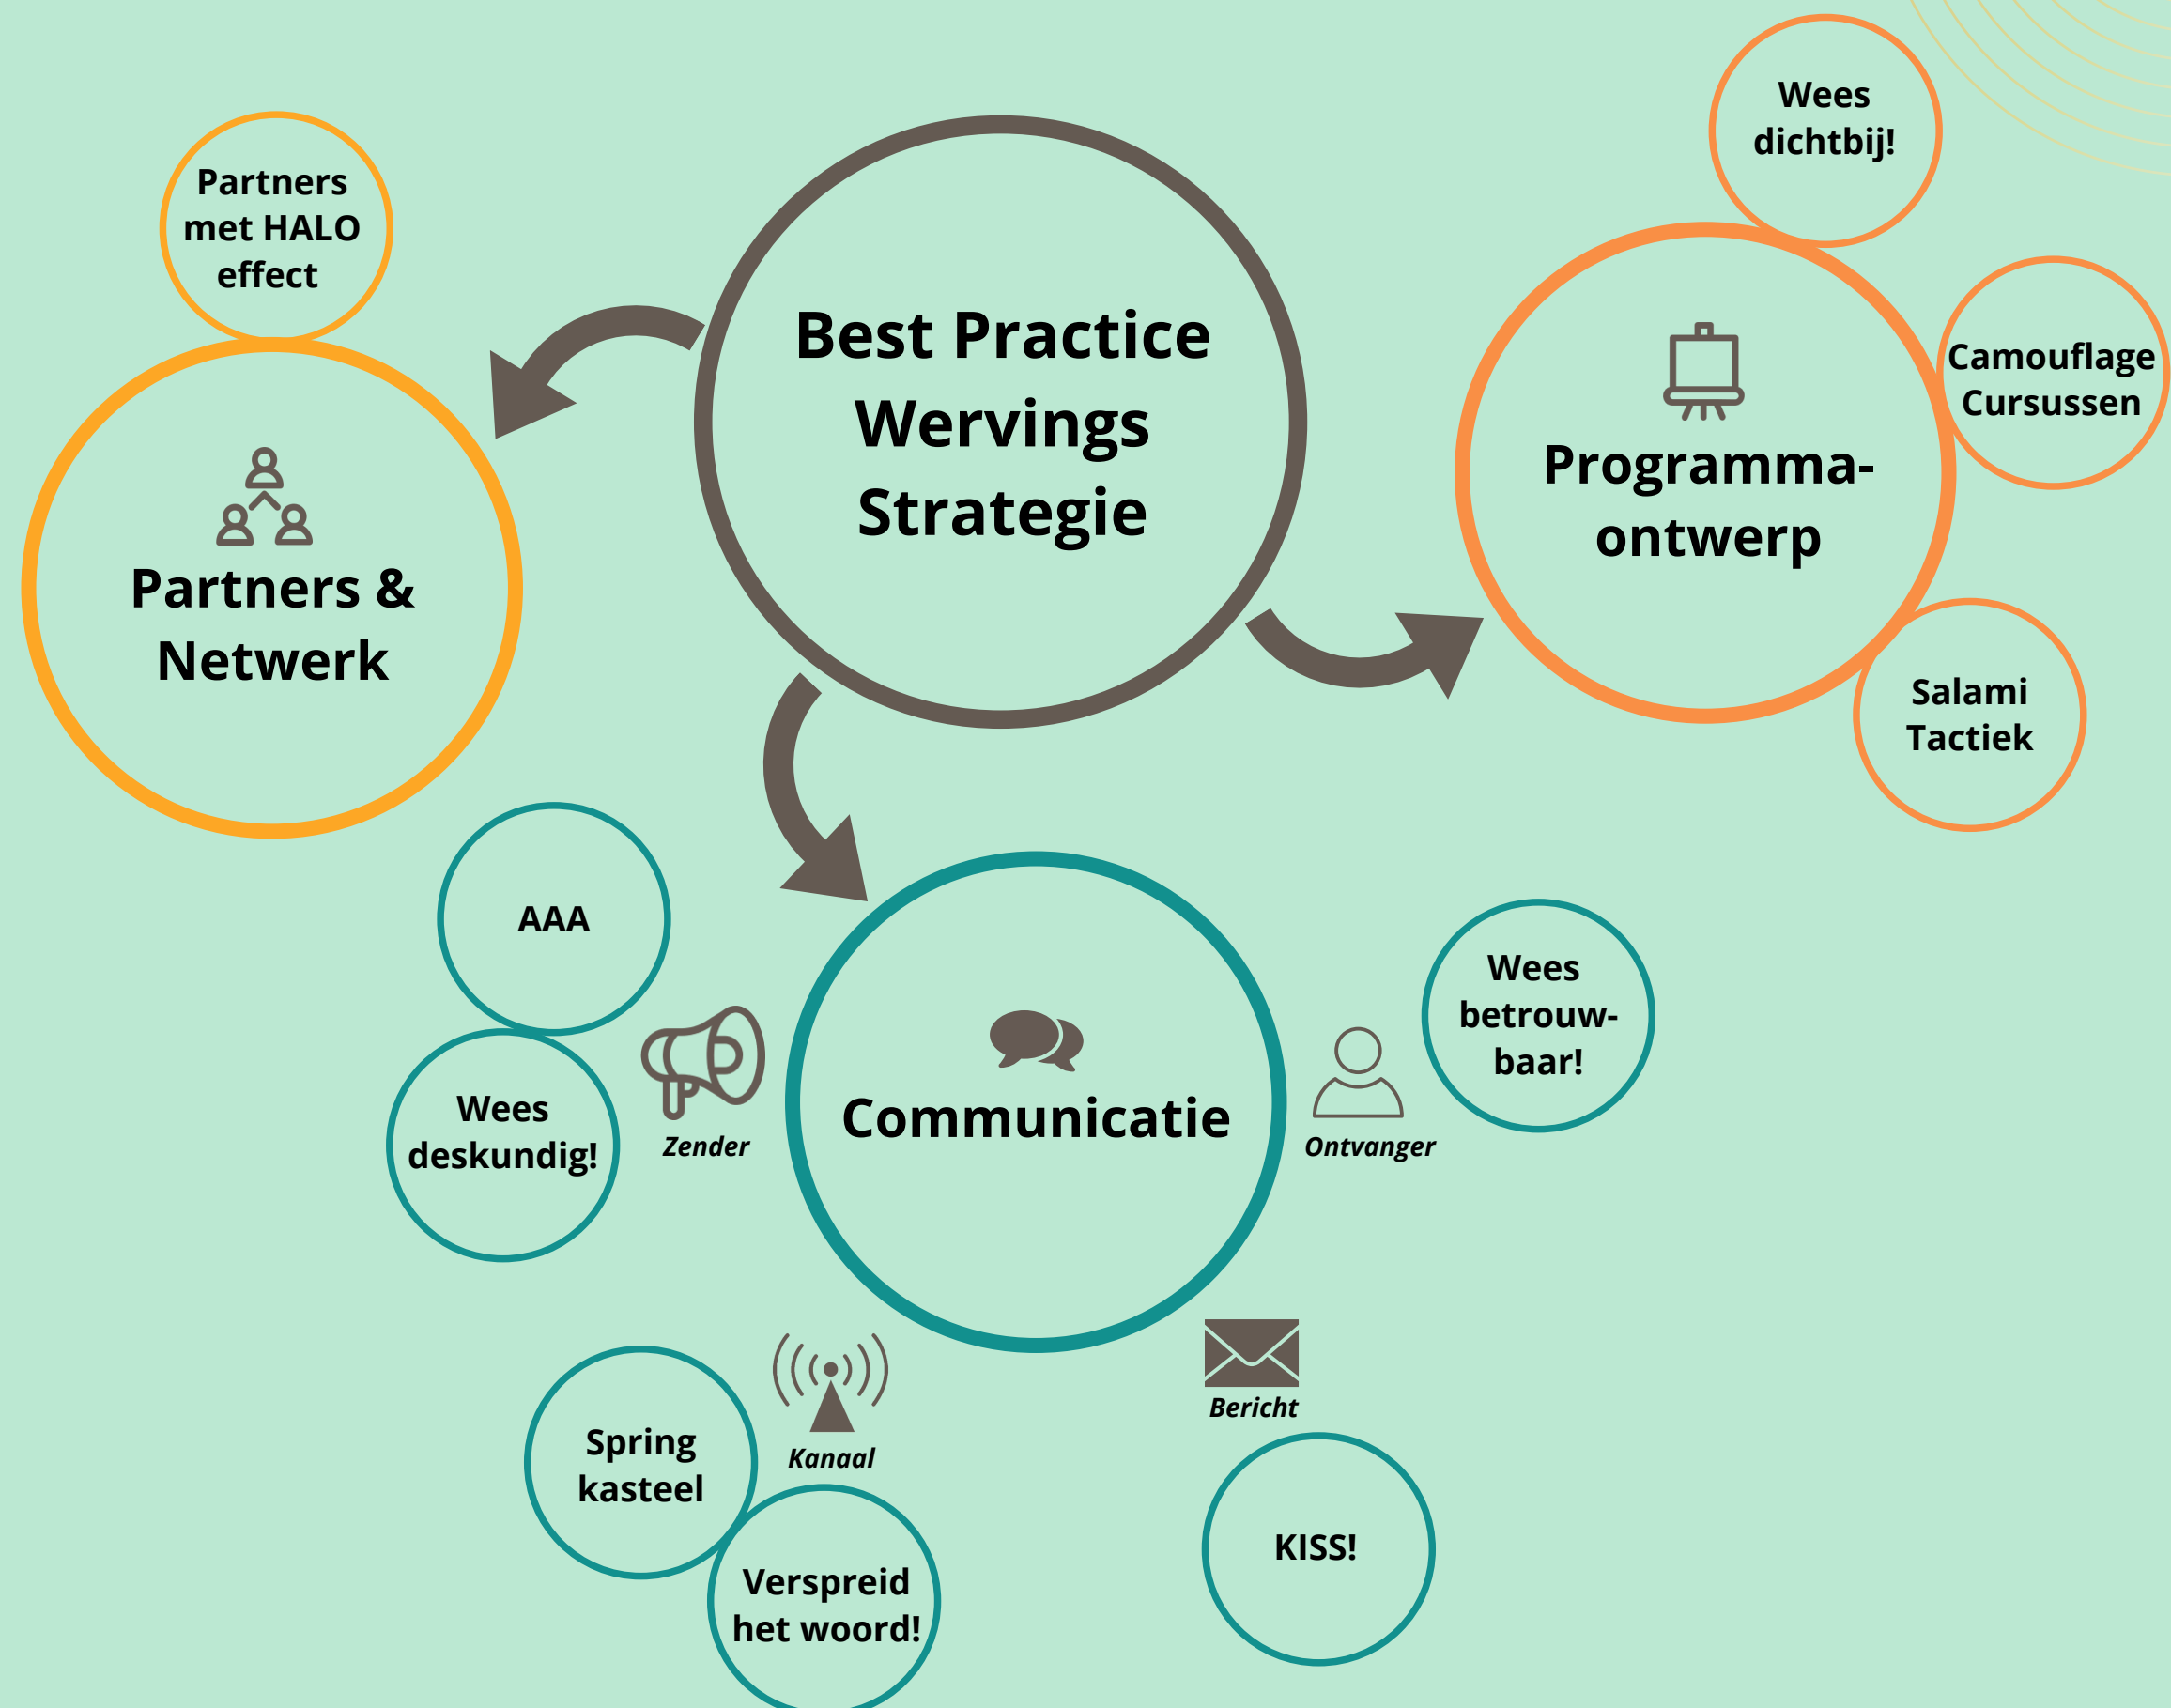 Best Practice
Wervings
Strategie
Partners
met HALO
effect
Partners &
Netwerk
Wees
dichtbij!
Camouflage
Cursussen
Programma-
ontwerp
Salami
Tactiek
AAA
Wees
deskundig!
Zender
Communicatie
Ontvanger
Wees
betrouw-
baar!
Spring
kasteel
Kanaal
Verspreid
het woord!
Bericht
KISS!